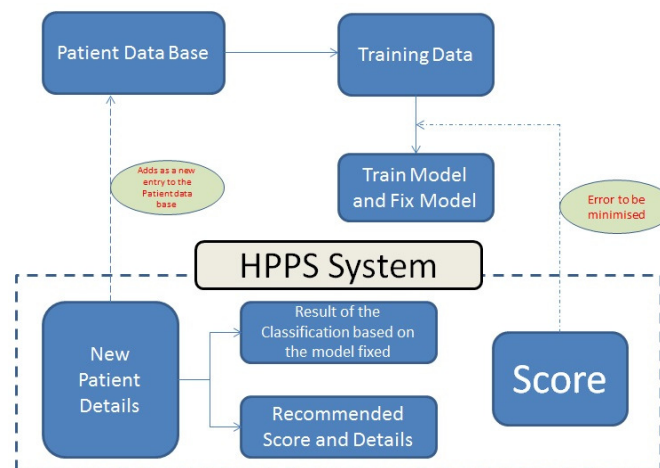 Patient Data Base
Training Data
Adds as a new
entry to the
Patient data
base
Train Model
and Fix Model
Error to be
minimised
HPPS System
New
Patient
Details
Result of the
Classification based on
the model fixed
Recommended
Score and Details
Score